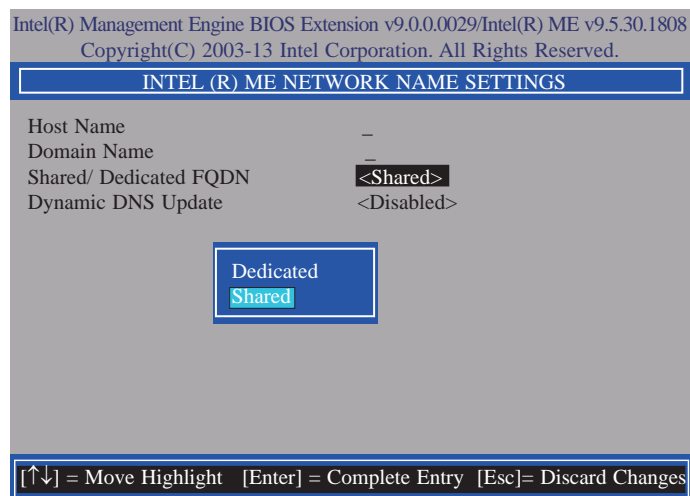 Intel(R) Management Engine BIOS Extension v9.0.0.0029/Intel(R) ME v9.5.30.1808
Copyright(C) 2003-13 Intel Corporation. All Rights Reserved.
INTEL (R) ME NETWORK NAME SETTINGS
Host Name _
Domain Name _
Shared/ Dedicated FQDN <Shared>
Dynamic DNS Update <Disabled>
Dedicated
Shared
[↑↓] = Move Highlight [Enter] = Complete Entry [Esc]= Discard Changes